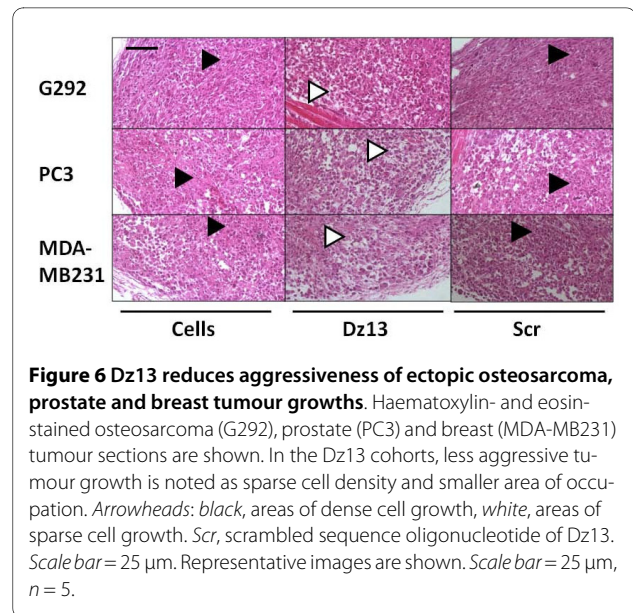 G292
PC3
MDA-
MB231
Cells Dz13 Scr
Figure 6 Dz13 reduces aggressiveness of ectopic osteosarcoma,
prostate and breast tumour growths. Haematoxylin- and eosin-
stained osteosarcoma (G292), prostate (PC3) and breast (MDA-MB231)
tumour sections are shown. In the Dz13 cohorts, less aggressive tu-
mour growth is noted as sparse cell density and smaller area of occu-
pation. Arrowheads: black, areas of dense cell growth, white, areas of
sparse cell growth. Scr, scrambled sequence oligonucleotide of Dz13.
Scale bar = 25 μm. Representative images are shown. Scale bar = 25 μm,
n = 5.